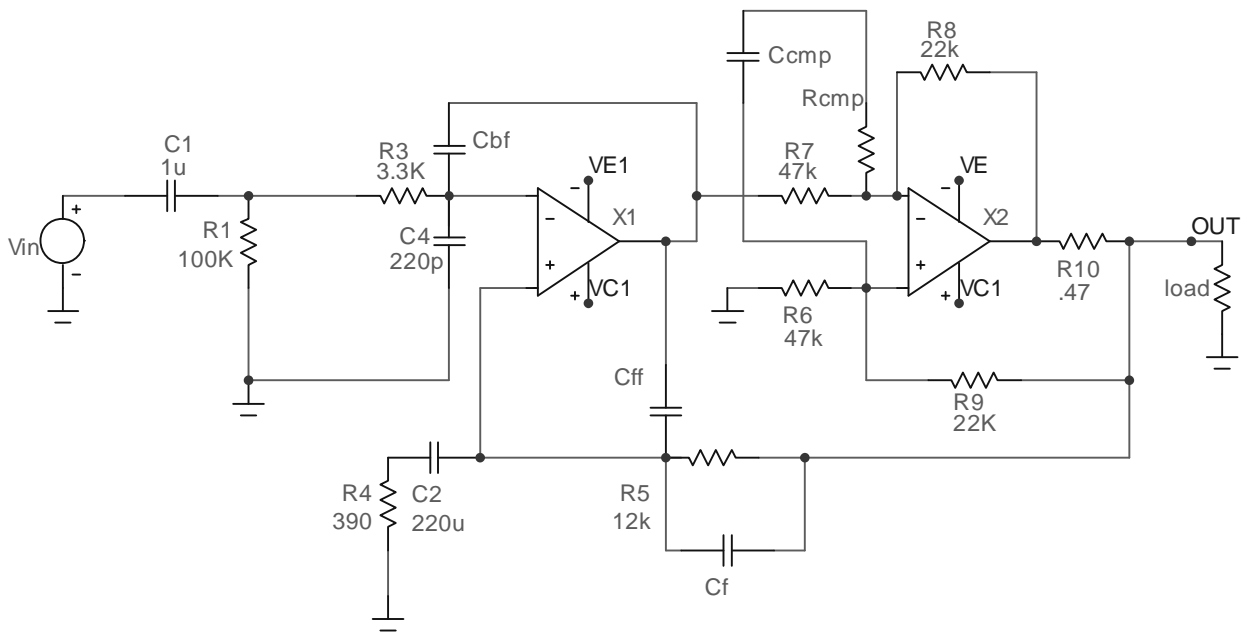 R8
22k
Ccmp
Rcmp
C1
1u
Cbf
R3
3.3K
R7
47k
VE1
VE
+
-
-
-
-
X1
X2
OUT
Vin
R1
100K
C4
220p
+
+
-
+
VC1
+
VC1
R10
.47
load
R6
47k
Cff
R9
22K
R4
390
C2
220u
R5
12k
Cf